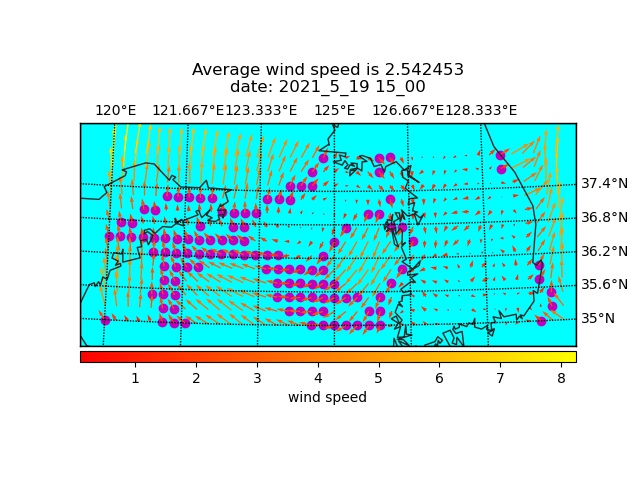 Average wind speed is 2.542453
date: 2021_5_19 15_00
120°E 121.667°E 123.333°E 125°E 126.667°E 128.333°E
37.4°N
36.8°N
36.2°N
35.6°N
35°N
1 2 3 4 5 6 7 8
wind speed